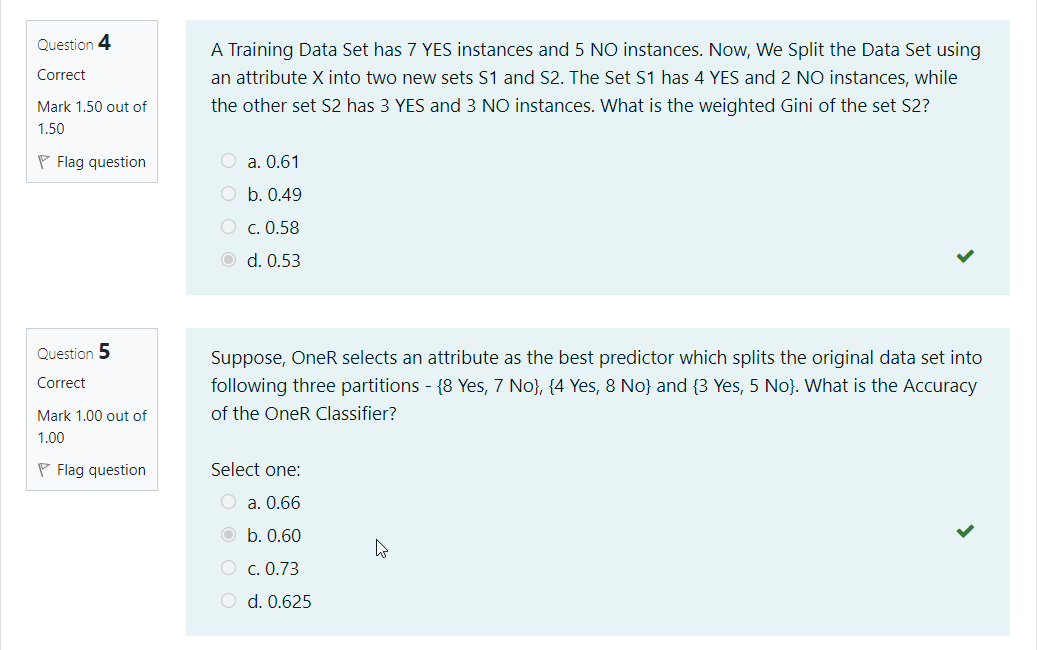 Question 4
Correct
Mark 1.50 out of
1.50
Flag question
A Training Data Set has 7 YES instances and 5 NO instances. Now, We Split the Data Set using
an attribute X into two new sets S1 and S2. The Set S1 has 4 YES and 2 NO instances, while
the other set S2 has 3 YES and 3 NO instances. What is the weighted Gini of the set S2?
a. 0.61
b. 0.49
c. 0.58
d. 0.53
Question 5
Correct
Mark 1.00 out of
1.00
Flag question
Suppose, OneR selects an attribute as the best predictor which splits the original data set into
following three partitions - {8 Yes, 7 No}, {4 Yes, 8 No} and {3 Yes, 5 No}. What is the Accuracy
of the OneR Classifier?
Select one:
a. 0.66
b. 0.60
c. 0.73
d. 0.625